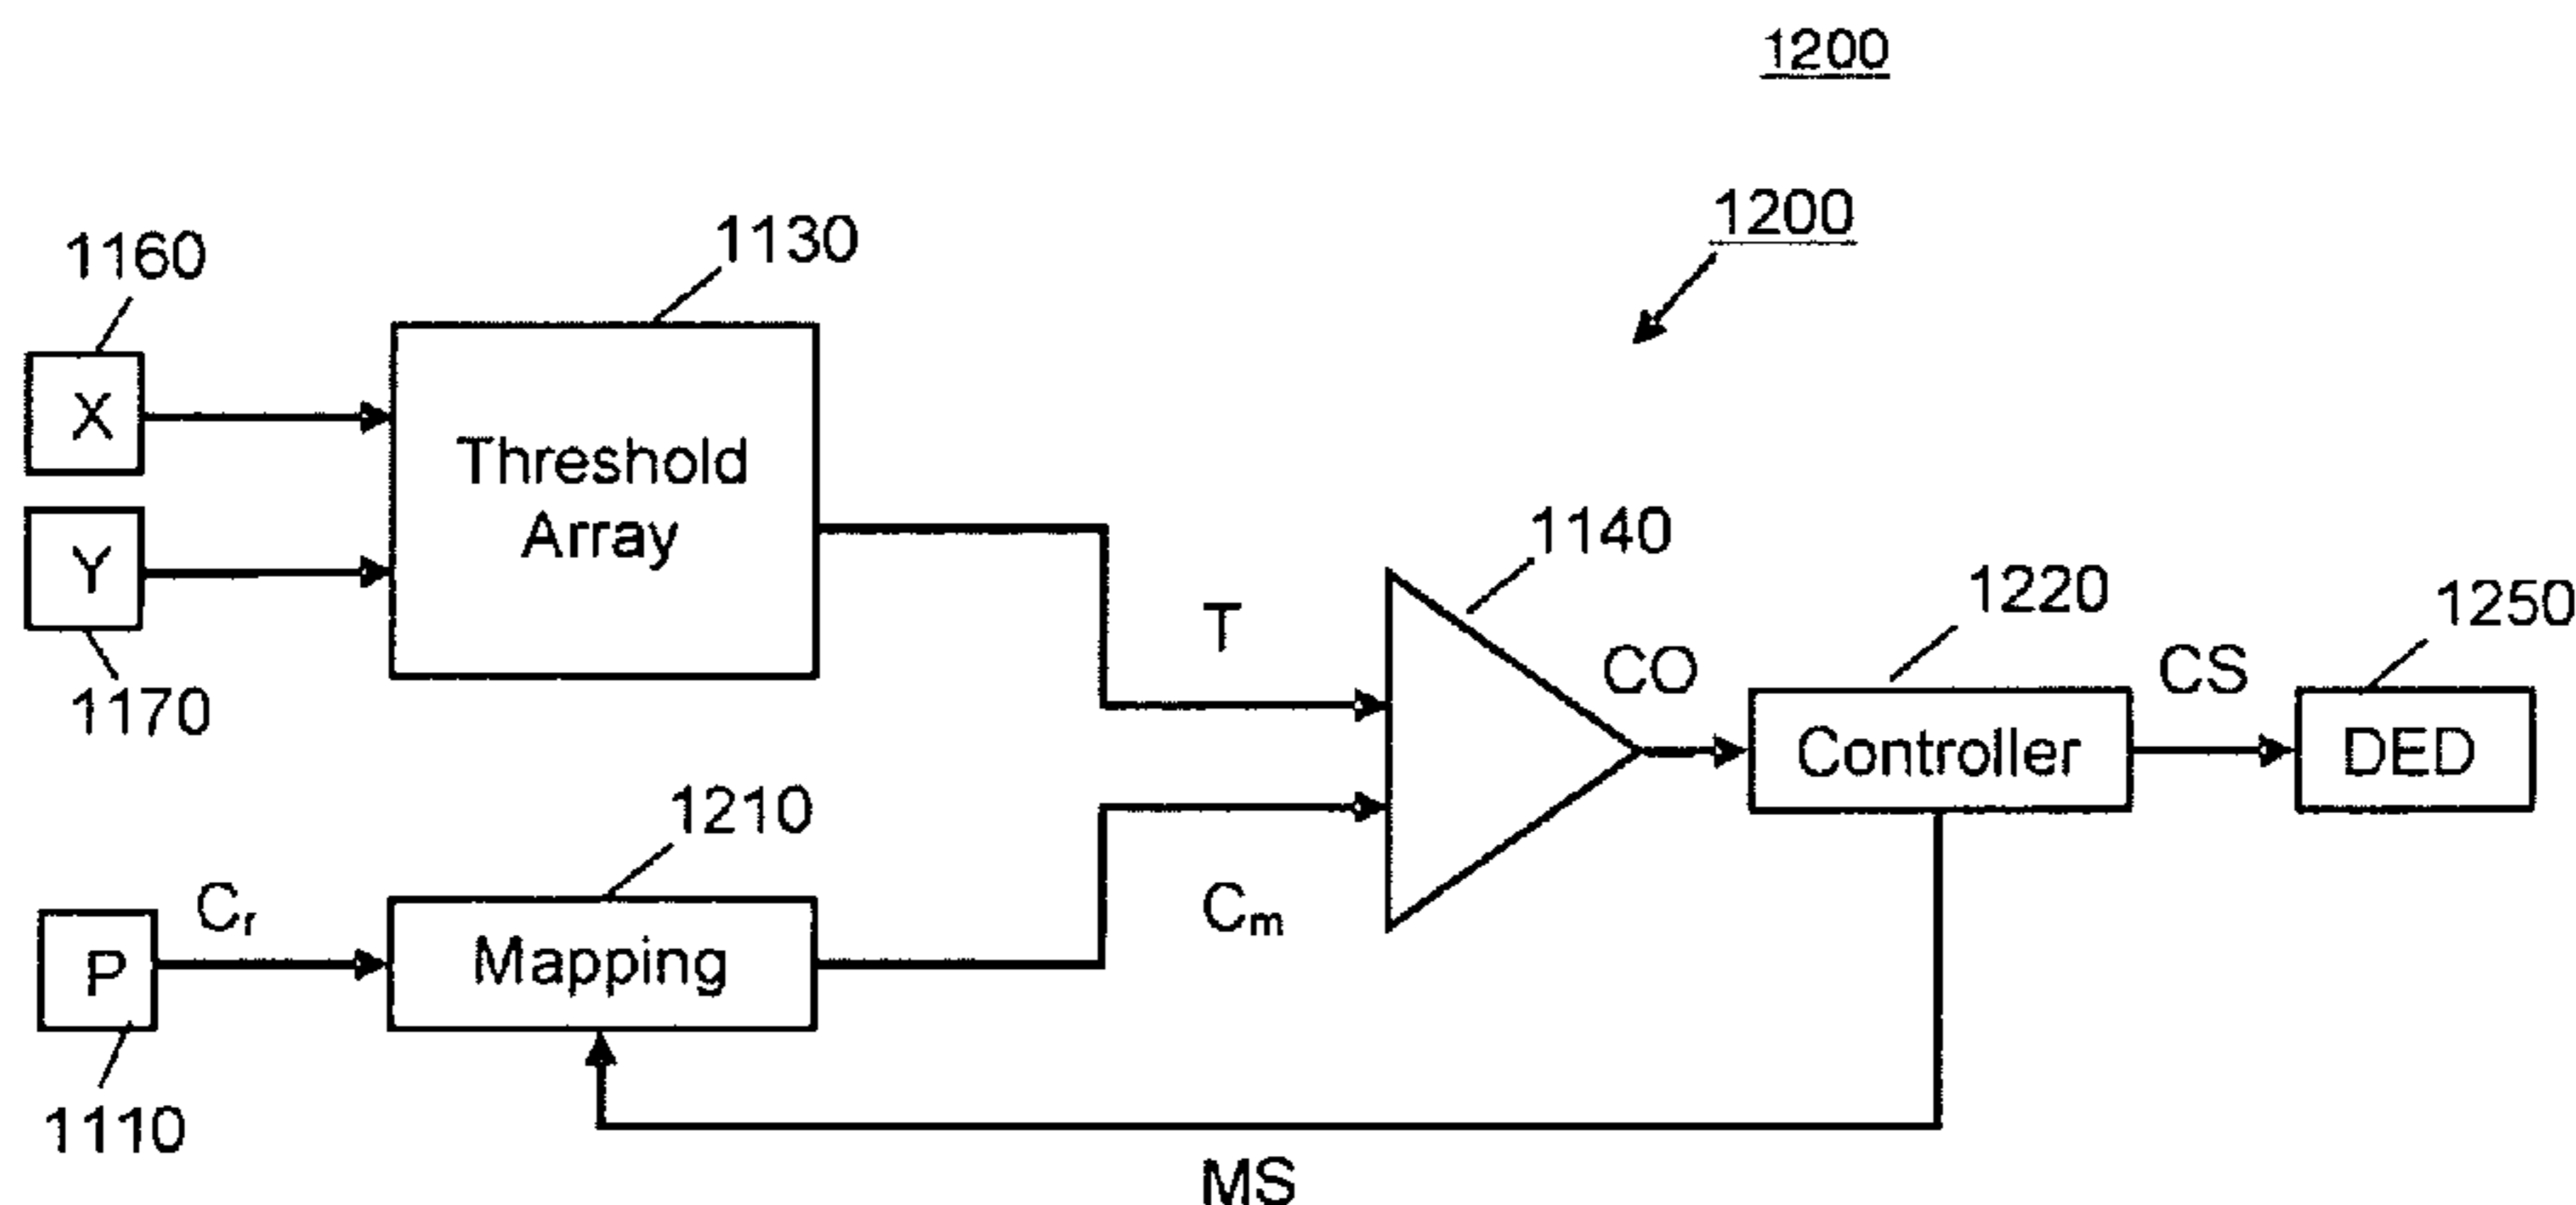 1200
1200
1160
1130
X
Threshold
Array
Y
1170
T
1140
CO
1220
CS
1250
Controller
DED
1210
Cr
Mapping
Cm
P
1110
MS